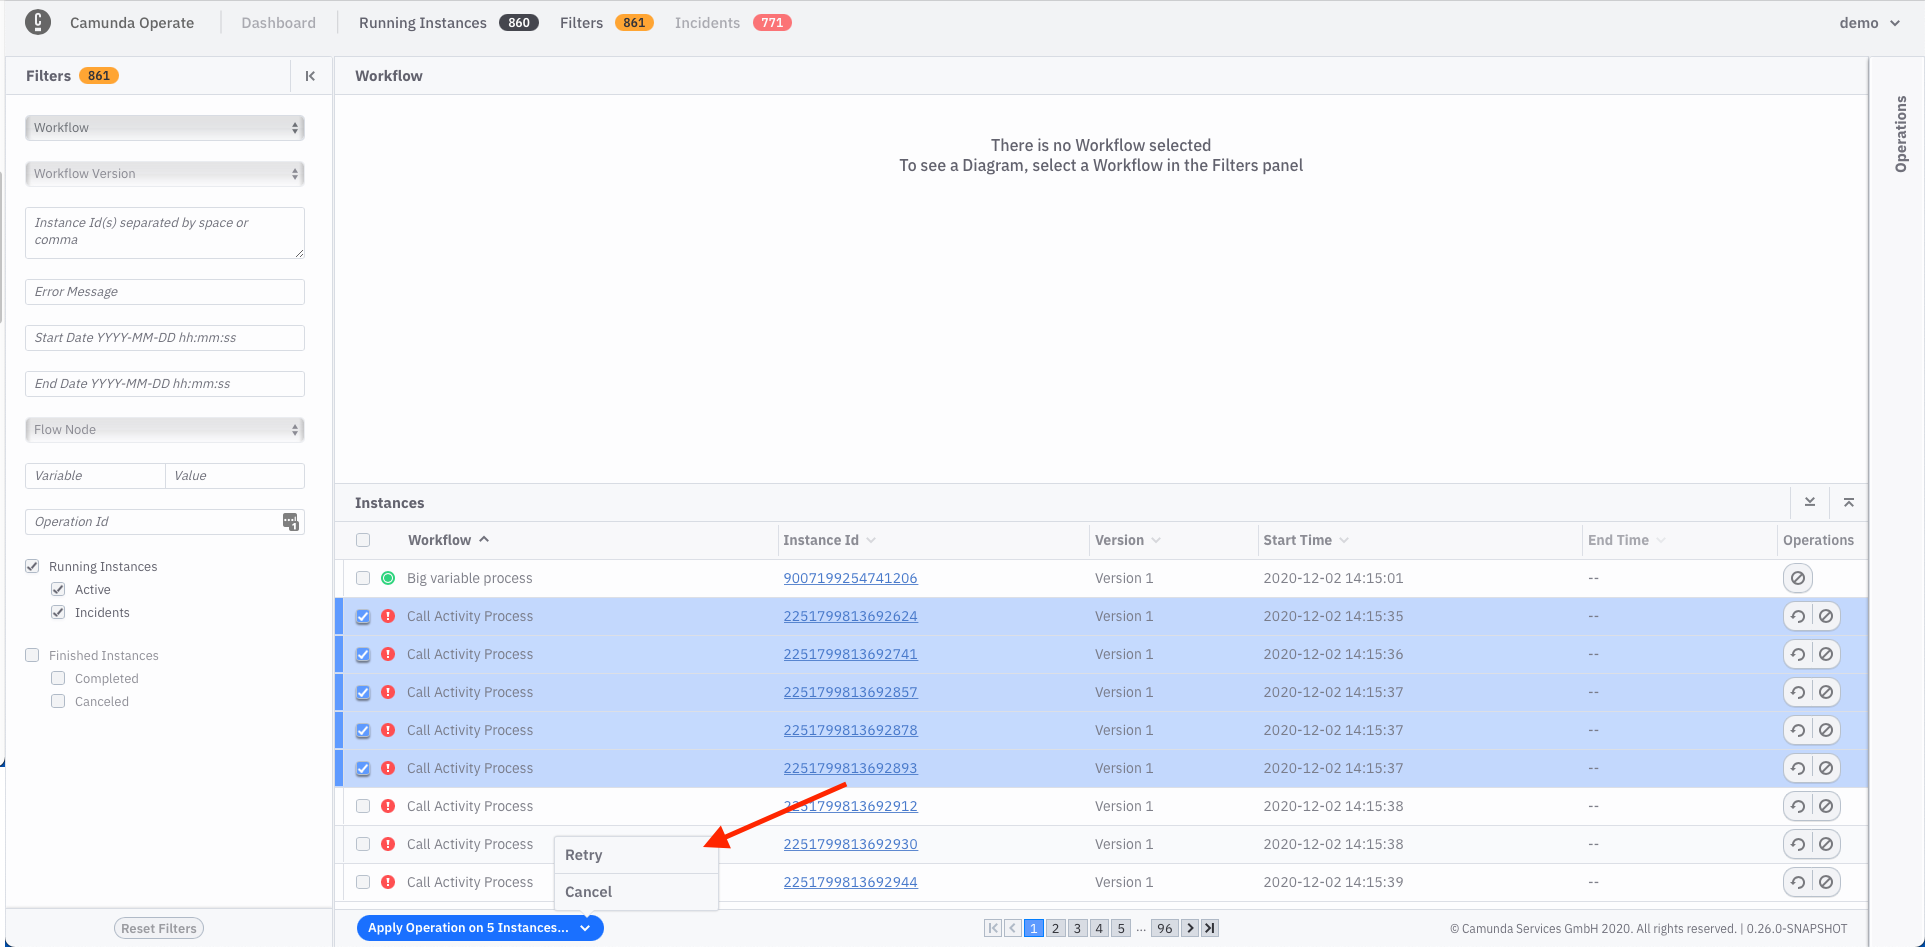 Camunda Operate
Dashboard
Running Instances 860
Filters 861
Incidents 771
demo
Filters 861
Workflow
Workflow Version
Instance Id(s) separated by space or
comma
Error Message
Start Date YYYY-MM-DD hh:mm:ss
End Date YYYY-MM-DD hh:mm:ss
Flow Node
Variable Value
Operation Id
Running Instances
Active
Incidents
Finished Instances
Completed
Canceled
Reset Filters
Workflow
There is no Workflow selected
To see a Diagram, select a Workflow in the Filters panel
Operations
Instances
Workflow Instance Id Version Start Time End Time Operations
Big variable process 9007199254741206 Version 1 2020-12-02 14:15:01 --
Call Activity Process 2251799813692624 Version 1 2020-12-02 14:15:35 --
Call Activity Process 2251799813692741 Version 1 2020-12-02 14:15:36 --
Call Activity Process 2251799813692857 Version 1 2020-12-02 14:15:37 --
Call Activity Process 2251799813692878 Version 1 2020-12-02 14:15:37 --
Call Activity Process 2251799813692893 Version 1 2020-12-02 14:15:37 --
Call Activity Process 2251799813692912 Version 1 2020-12-02 14:15:38 --
Call Activity Process 2251799813692930 Version 1 2020-12-02 14:15:38 --
Call Activity Process 2251799813692944 Version 1 2020-12-02 14:15:39 --
Retry
Cancel
Apply Operation on 5 Instances...
1 2 3 4 5 ... 96
© Camunda Services GmbH 2020. All rights reserved. | 0.26.0-SNAPSHOT